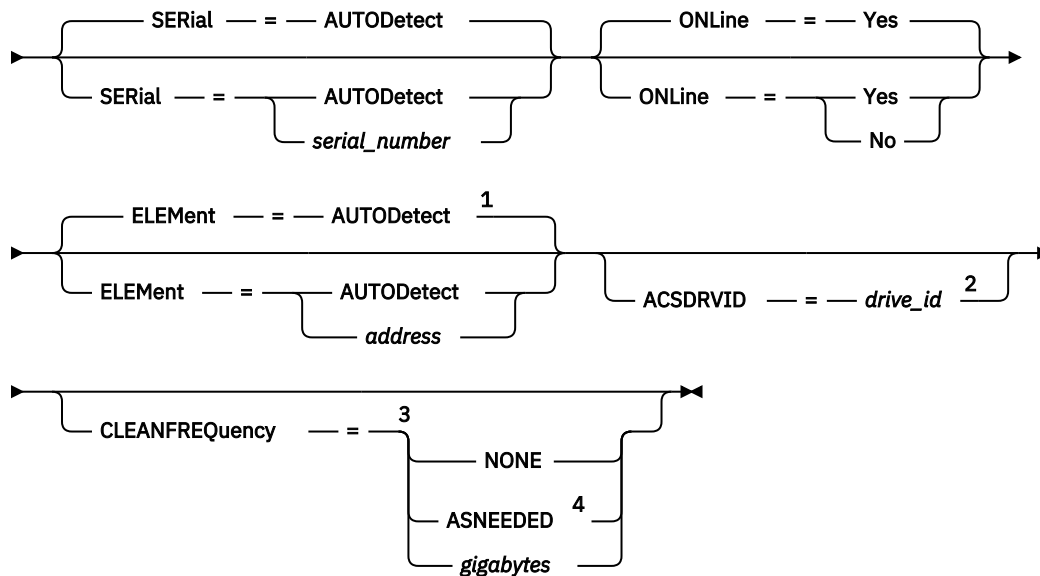 SERial = AUTODetect ONLine = Yes
SERial = AUTODetect ONLine = Yes
serial_number No
ELEMent = AUTODetect 1
ELEMent = AUTODetect
address
ACSDRVID = drive_id 2
CLEANFREQuency = 3
NONE
ASNEEDED 4
gigabytes